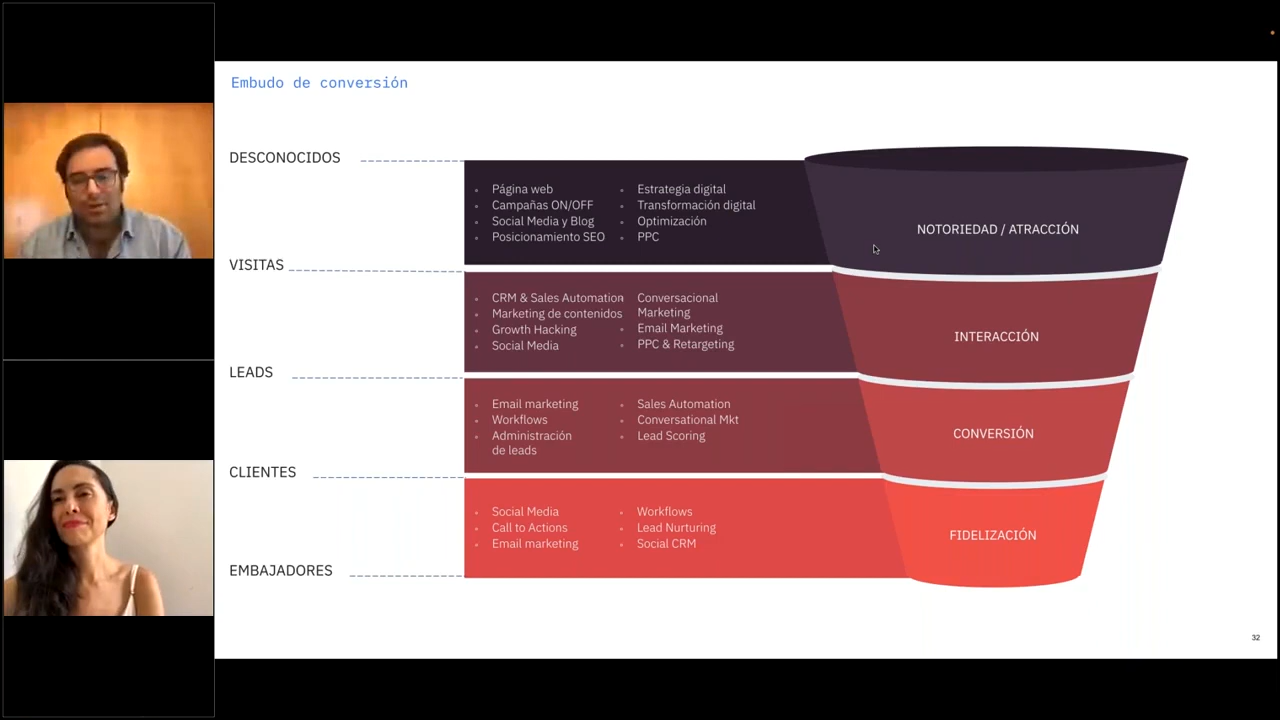 Embudo de conversión
DESCONOCIDOS
Página web
Campañas ON/OFF
Social Media y Blog
Posicionamiento SEO
Estrategia digital
Transformación digital
Optimización
PPC
NOTORIEDAD / ATRACCIÓN
VISITAS
CRM & Sales Automation
Marketing de contenidos
Growth Hacking
Social Media
Conversacional
Marketing
Email Marketing
PPC & Retargeting
INTERACCIÓN
LEADS
Email marketing
Workflows
Administración
de leads
Sales Automation
Conversational Mkt
Lead Scoring
CONVERSIÓN
CLIENTES
Social Media
Call to Actions
Email marketing
Workflows
Lead Nurturing
Social CRM
FIDELIZACIÓN
EMBAJADORES
32